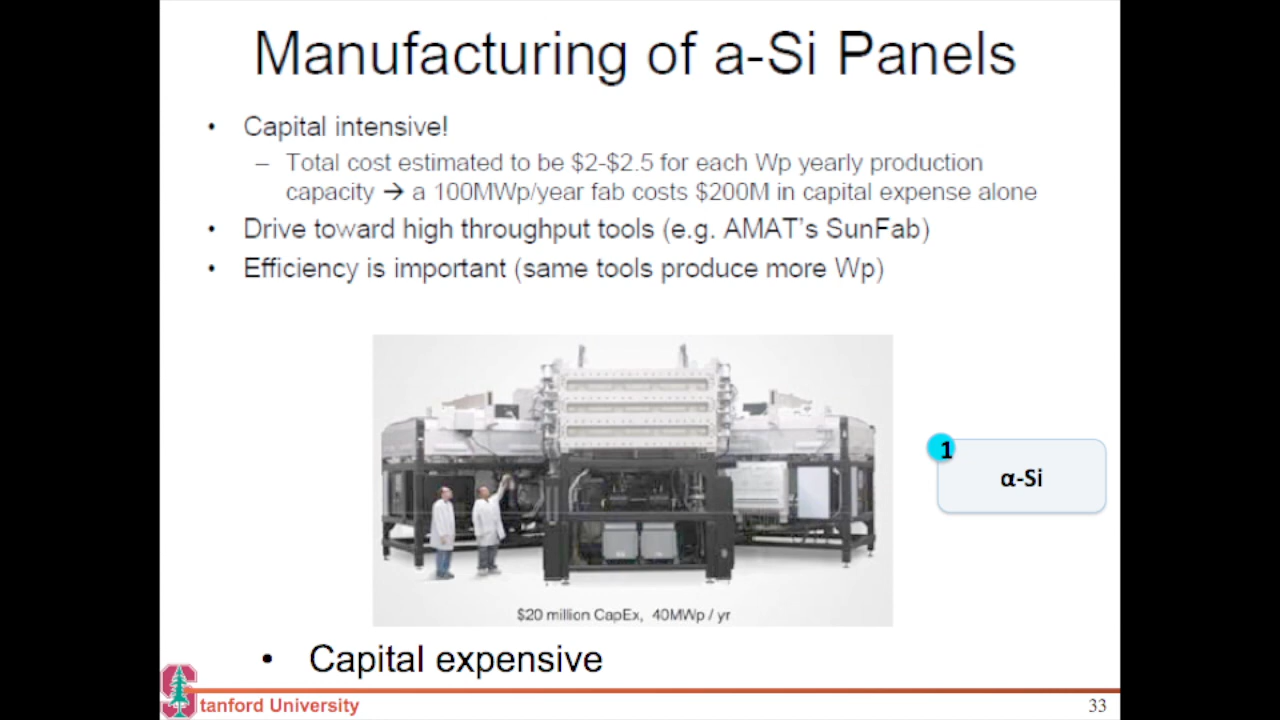 Manufacturing of a-Si Panels
• Capital intensive!
– Total cost estimated to be $2-$2.5 for each Wp yearly production
capacity → a 100MWp/year fab costs $200M in capital expense alone
• Drive toward high throughput tools (e.g. AMAT's SunFab)
• Efficiency is important (same tools produce more Wp)
1
α-Si
$20 million CapEx, 40MWp / yr
• Capital expensive
Stanford University
33